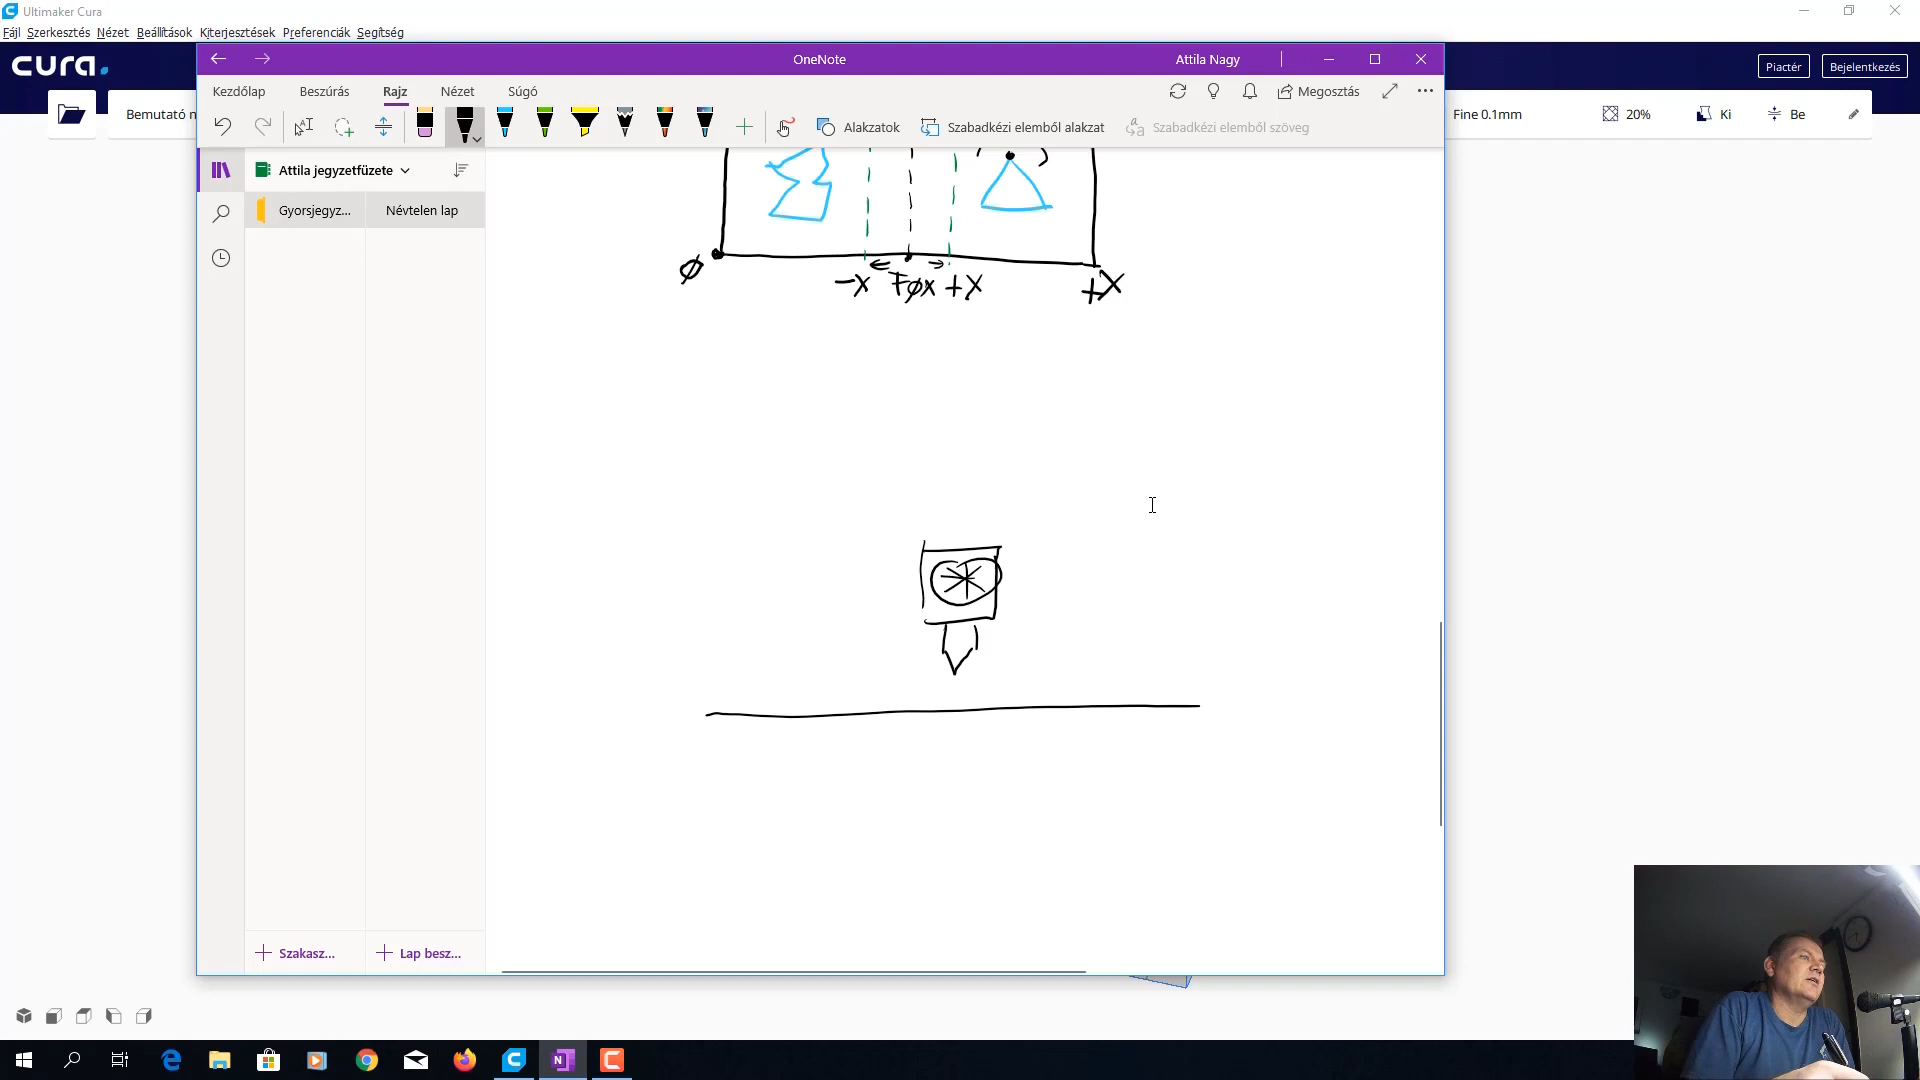 Ultimaker Cura
Fájl Szerkesztés Nézet Beállítások Kiterjesztések Preferenciák Segítség
cura.
Piactér
Bejelentkezés
OneNote
Attila Nagy
Kezdőlap Beszúrás Rajz Nézet Súgó
Megosztás
Bemutató n
Fine 0.1mm
20%
Ki
Be
Alakzatok
Szabadkézi elemből alakzat
Szabadkézi elemből szöveg
Attila jegyzetfüzete
Gyorsjegyz...
Névtelen lap
Ø
-X
+X
+X
Szakasz...
Lap besz...